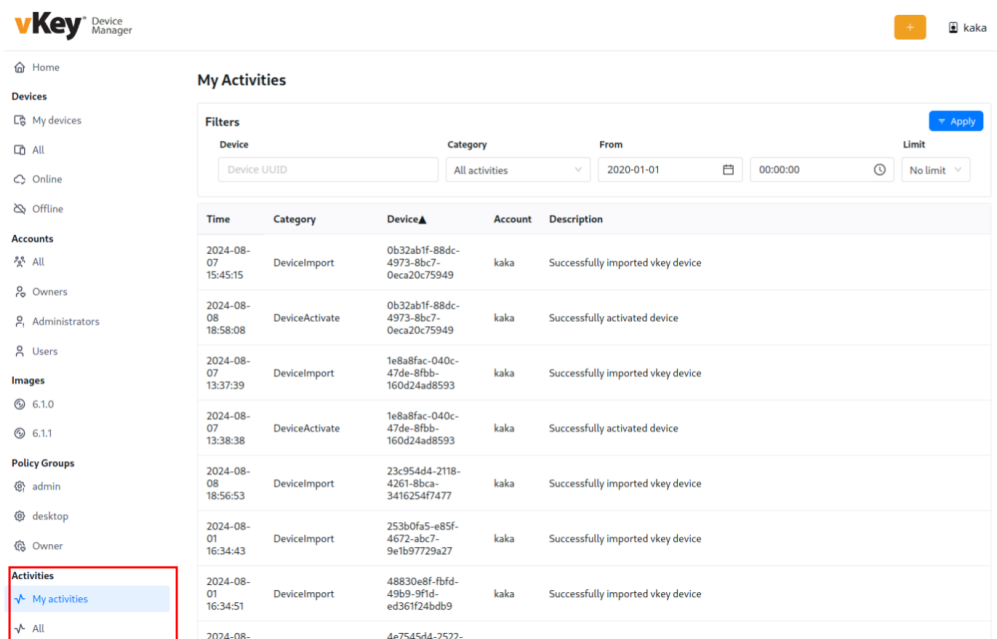 vKey® Device Manager
+
kaka
Home
Devices
My devices
All
Online
Offline
Accounts
All
Owners
Administrators
Users
Images
6.1.0
6.1.1
Policy Groups
admin
desktop
Owner
Activities
My activities
All
My Activities
Filters
Apply
Device Category From Limit
Device UUID All activities 2020-01-01 00:00:00 No limit
Time Category Device▲ Account Description
2024-08-
07
15:45:15
DeviceImport
0b32ab1f-88dc-
4973-8bc7-
0eca20c75949
kaka
Successfully imported vkey device
2024-08-
08
18:58:08
DeviceActivate
0b32ab1f-88dc-
4973-8bc7-
0eca20c75949
kaka
Successfully activated device
2024-08-
07
13:37:39
DeviceImport
1e8a8fac-040c-
47de-8fbb-
160d24ad8593
kaka
Successfully imported vkey device
2024-08-
07
13:38:38
DeviceActivate
1e8a8fac-040c-
47de-8fbb-
160d24ad8593
kaka
Successfully activated device
2024-08-
08
18:56:53
DeviceImport
23c954d4-2118-
4261-8bca-
3416254f7477
kaka
Successfully imported vkey device
2024-08-
01
16:34:43
DeviceImport
253b0fa5-e85f-
4672-abc7-
9e1b97729a27
kaka
Successfully imported vkey device
2024-08-
01
16:34:51
DeviceImport
48830e8f-fbfd-
49b9-9f1d-
ed361f24bdb9
kaka
Successfully imported vkey device
2024-08-
4e7545d4-2522-